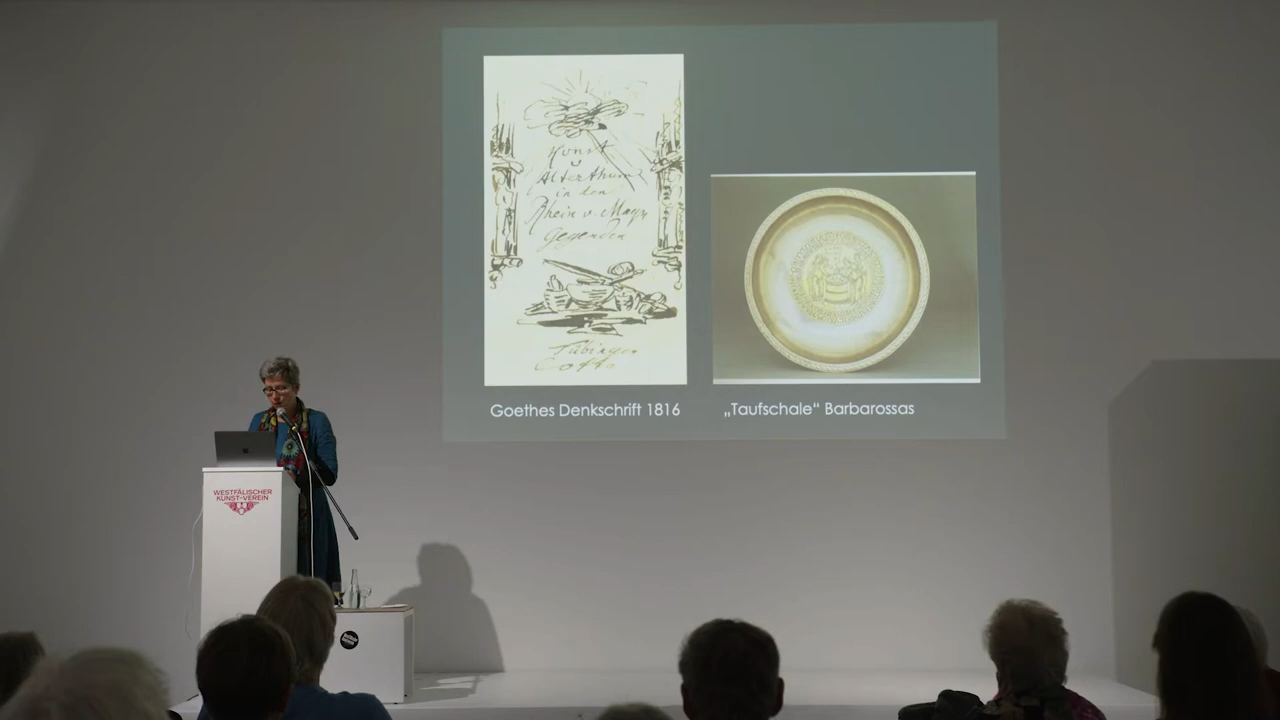 Kunst
u
Alterthum
in den
Rhein u Mayn
Gegenden
Tübingen
Cotta
Goethes Denkschrift 1816
„Taufschale“ Barbarossas
WESTFÄLISCHER
KUNST-VEREIN